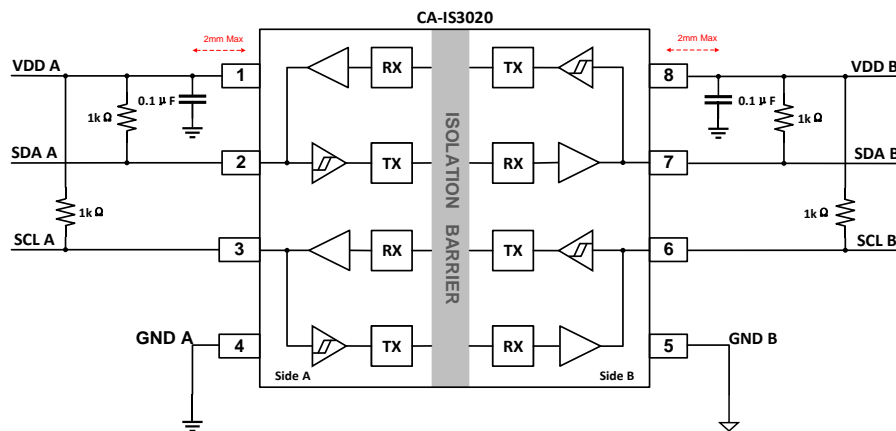 CA-IS3020
2mm Max
2mm Max
VDD A
1
RX
TX
8
VDD B
0.1 μF
0.1 μF
1kΩ
1kΩ
SDA A
2
TX
RX
7
SDA B
ISOLATION BARRIER
1kΩ
1kΩ
SCL A
3
RX
TX
6
SCL B
GND A
4
TX
RX
5
GND B
Side A
Side B